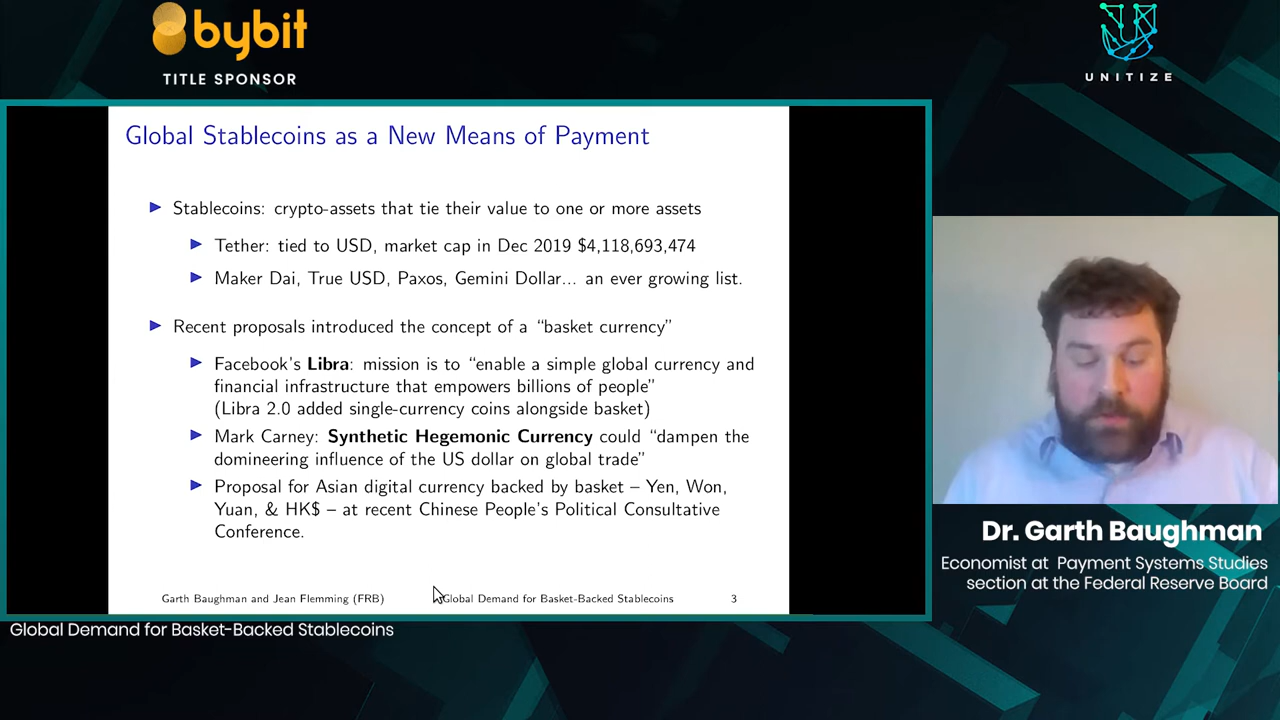 bybit
TITLE SPONSOR
UNITIZE
Global Stablecoins as a New Means of Payment
Stablecoins: crypto-assets that tie their value to one or more assets
Tether: tied to USD, market cap in Dec 2019 $4,118,693,474
Maker Dai, True USD, Paxos, Gemini Dollar... an ever growing list.
Recent proposals introduced the concept of a “basket currency”
Facebook's Libra: mission is to “enable a simple global currency and
financial infrastructure that empowers billions of people”
(Libra 2.0 added single-currency coins alongside basket)
Mark Carney: Synthetic Hegemonic Currency could “dampen the
domineering influence of the US dollar on global trade”
Proposal for Asian digital currency backed by basket – Yen, Won,
Yuan, & HK$ – at recent Chinese People's Political Consultative
Conference.
Garth Baughman and Jean Flemming (FRB)
Global Demand for Basket-Backed Stablecoins
3
Dr. Garth Baughman
Economist at Payment Systems Studies
section at the Federal Reserve Board
Global Demand for Basket-Backed Stablecoins